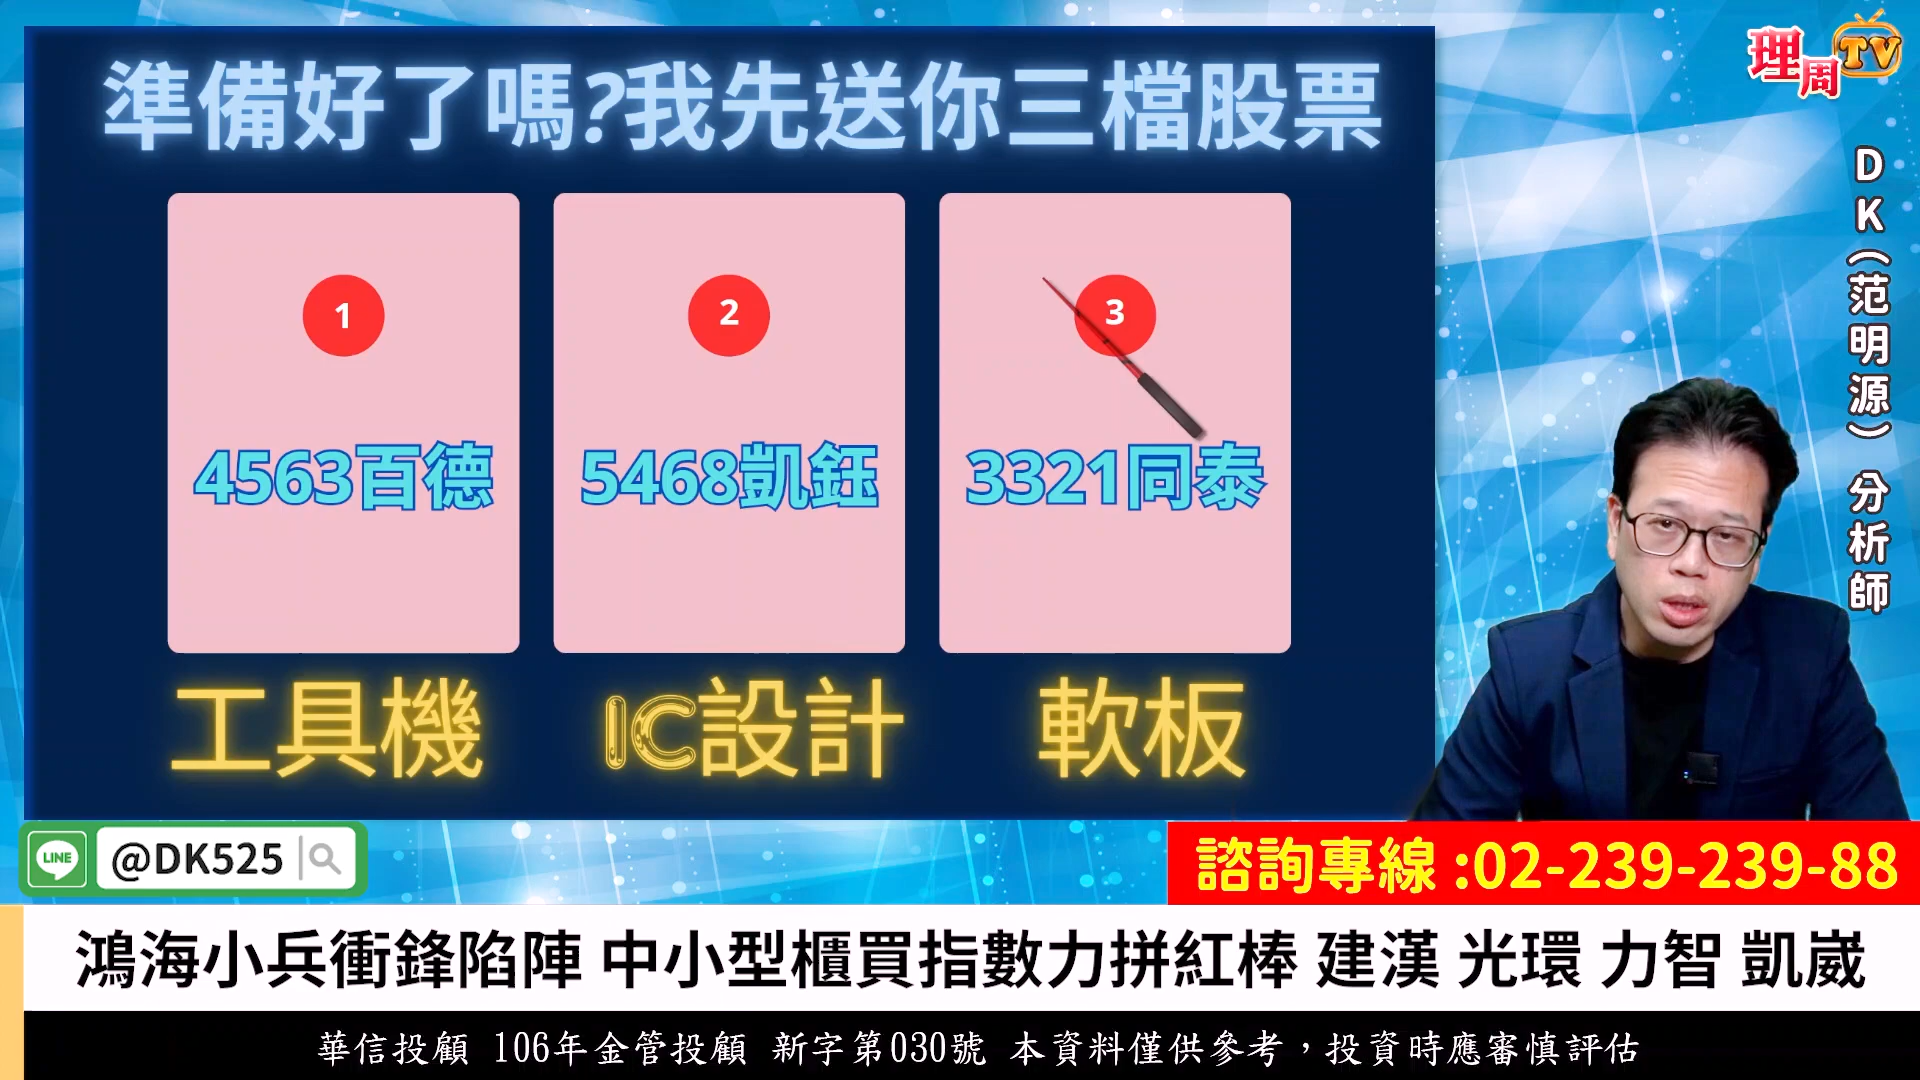 準備好了嗎?我先送你三檔股票
1
2
3
4563百德
5468凱鈺
3321同泰
工具機
IC設計
軟板
理周TV
DK(范明源)分析師
LINE
@DK525
諮詢專線:02-239-239-88
鴻海小兵衝鋒陷陣 中小型櫃買指數力拼紅棒 建漢 光環 力智 凱崴
華信投顧 106年金管投顧 新字第030號 本資料僅供參考，投資時應審慎評估